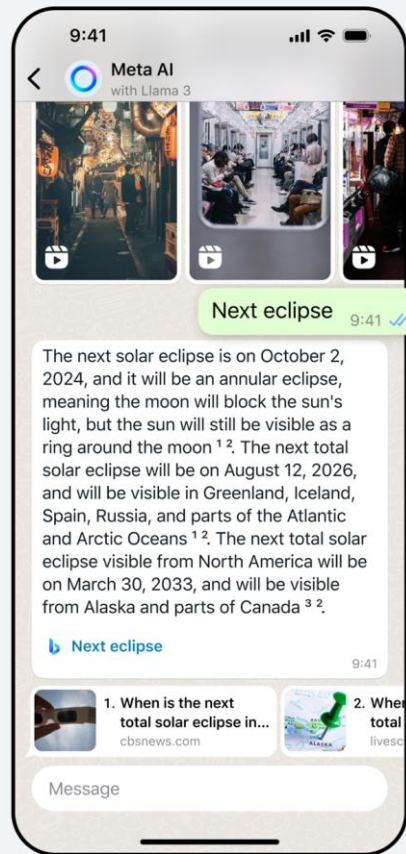 9:41
Meta AI
with Llama 3
Next eclipse
9:41
The next solar eclipse is on October 2,
2024, and it will be an annular eclipse,
meaning the moon will block the sun's
light, but the sun will still be visible as a
ring around the moon ¹ ². The next total
solar eclipse will be on August 12, 2026,
and will be visible in Greenland, Iceland,
Spain, Russia, and parts of the Atlantic
and Arctic Oceans ¹ ². The next total solar
eclipse visible from North America will be
on March 30, 2033, and will be visible
from Alaska and parts of Canada ³ ².
Next eclipse
9:41
1. When is the next
total solar eclipse in...
cbsnews.com
ALASKA
2.
total
Message